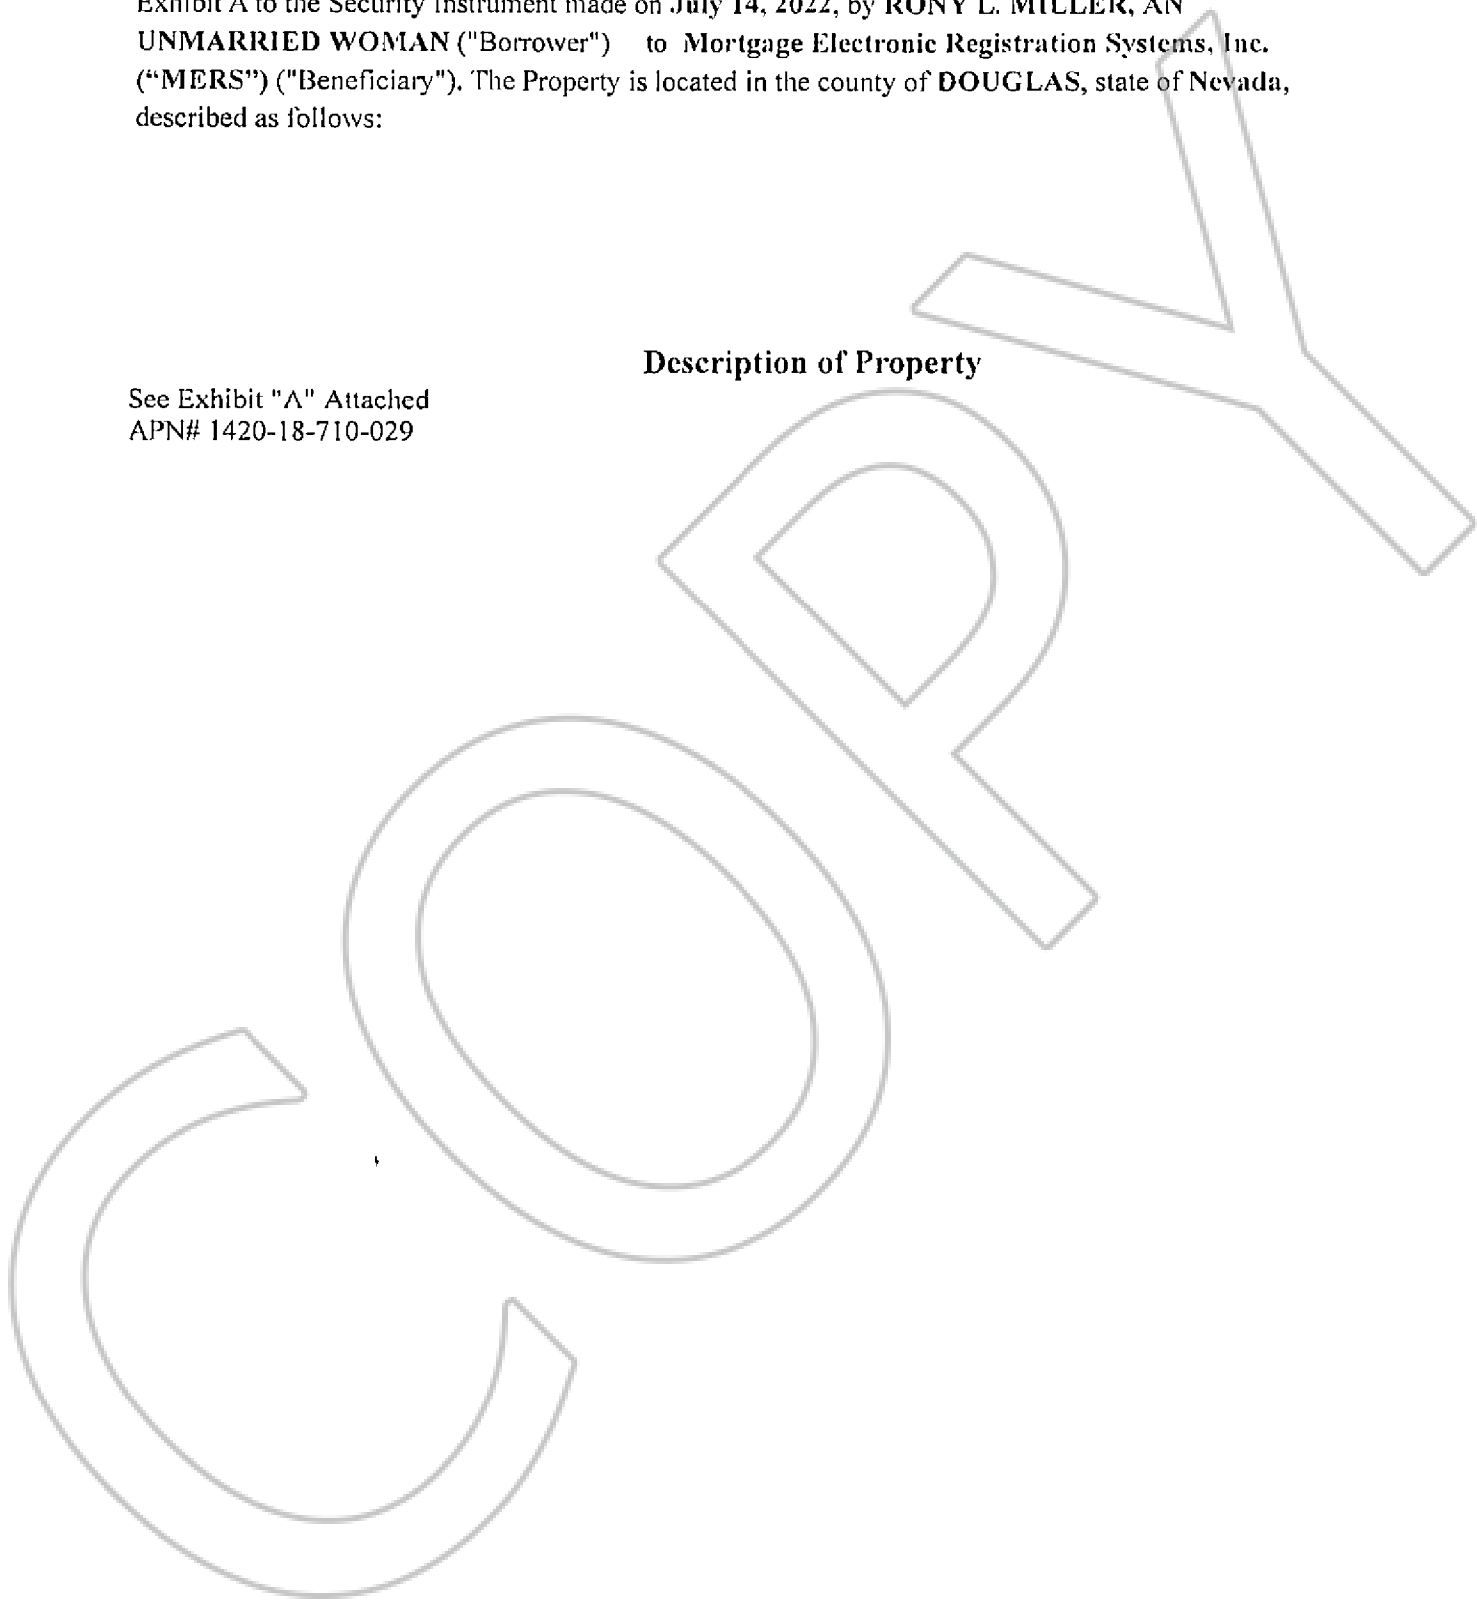 Exhibit A to the Security Instrument made on July 14, 2022, by RONY L. MILLER, AN
UNMARRIED WOMAN ("Borrower") to Mortgage Electronic Registration Systems, Inc.
(“MERS”) ("Beneficiary"). The Property is located in the county of DOUGLAS, state of Nevada,
described as follows:
Description of Property
See Exhibit "A" Attached
APN# 1420-18-710-029
COPY